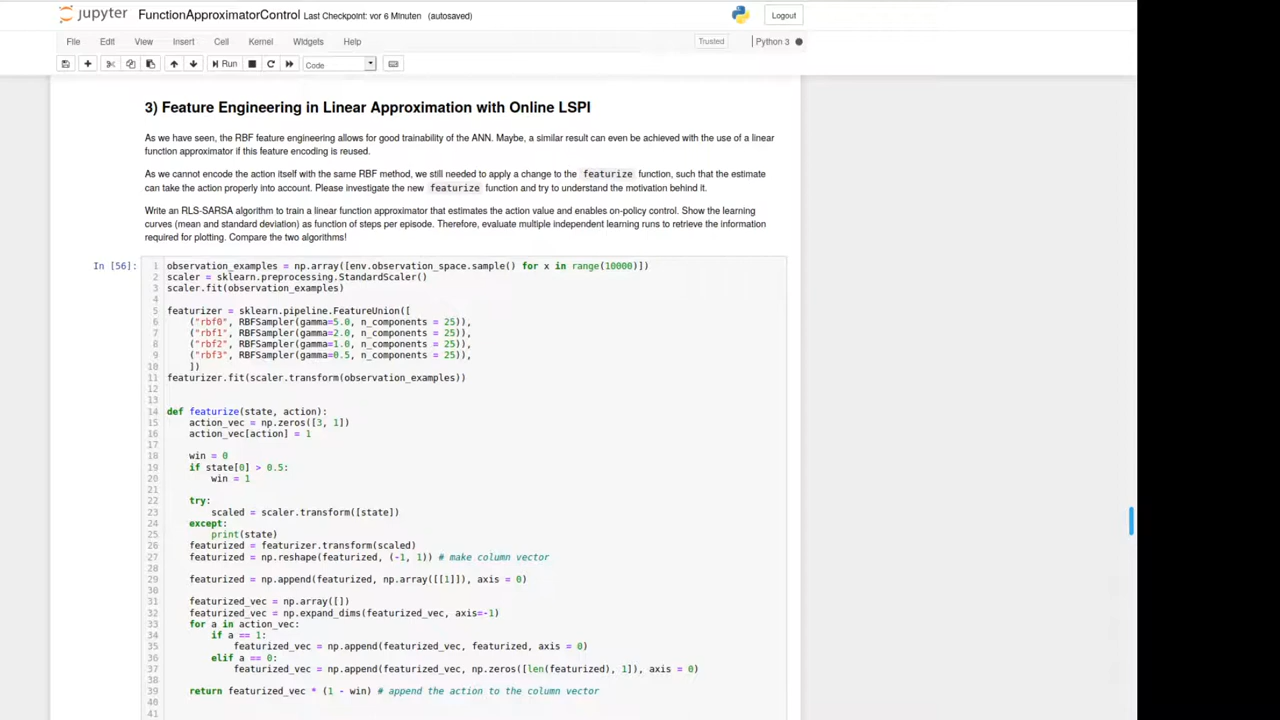 jupyter FunctionApproximatorControl Last Checkpoint: vor 6 Minuten (autosaved) Logout
File Edit View Insert Cell Kernel Widgets Help Trusted Python 3
Run Code
3) Feature Engineering in Linear Approximation with Online LSPI
As we have seen, the RBF feature engineering allows for good trainability of the ANN. Maybe, a similar result can even be achieved with the use of a linear
function approximator if this feature encoding is reused.
As we cannot encode the action itself with the same RBF method, we still needed to apply a change to the featurize function, such that the estimate
can take the action properly into account. Please investigate the new featurize function and try to understand the motivation behind it.
Write an RLS-SARSA algorithm to train a linear function approximator that estimates the action value and enables on-policy control. Show the learning
curves (mean and standard deviation) as function of steps per episode. Therefore, evaluate multiple independent learning runs to retrieve the information
required for plotting. Compare the two algorithms!
In [56]: 1 observation_examples = np.array([env.observation_space.sample() for x in range(10000)])
2 scaler = sklearn.preprocessing.StandardScaler()
3 scaler.fit(observation_examples)
4
5 featurizer = sklearn.pipeline.FeatureUnion([
6 ("rbf0", RBFSampler(gamma=5.0, n_components = 25)),
7 ("rbf1", RBFSampler(gamma=2.0, n_components = 25)),
8 ("rbf2", RBFSampler(gamma=1.0, n_components = 25)),
9 ("rbf3", RBFSampler(gamma=0.5, n_components = 25)),
10 ])
11 featurizer.fit(scaler.transform(observation_examples))
12
13
14 def featurize(state, action):
15 action_vec = np.zeros([3, 1])
16 action_vec[action] = 1
17
18 win = 0
19 if state[0] > 0.5:
20 win = 1
21
22 try:
23 scaled = scaler.transform([state])
24 except:
25 print(state)
26 featurized = featurizer.transform(scaled)
27 featurized = np.reshape(featurized, (-1, 1)) # make column vector
28
29 featurized = np.append(featurized, np.array([[1]]), axis = 0)
30
31 featurized_vec = np.array([])
32 featurized_vec = np.expand_dims(featurized_vec, axis=-1)
33 for a in action_vec:
34 if a == 1:
35 featurized_vec = np.append(featurized_vec, featurized, axis = 0)
36 elif a == 0:
37 featurized_vec = np.append(featurized_vec, np.zeros([len(featurized), 1]), axis = 0)
38
39 return featurized_vec * (1 - win) # append the action to the column vector
40
41